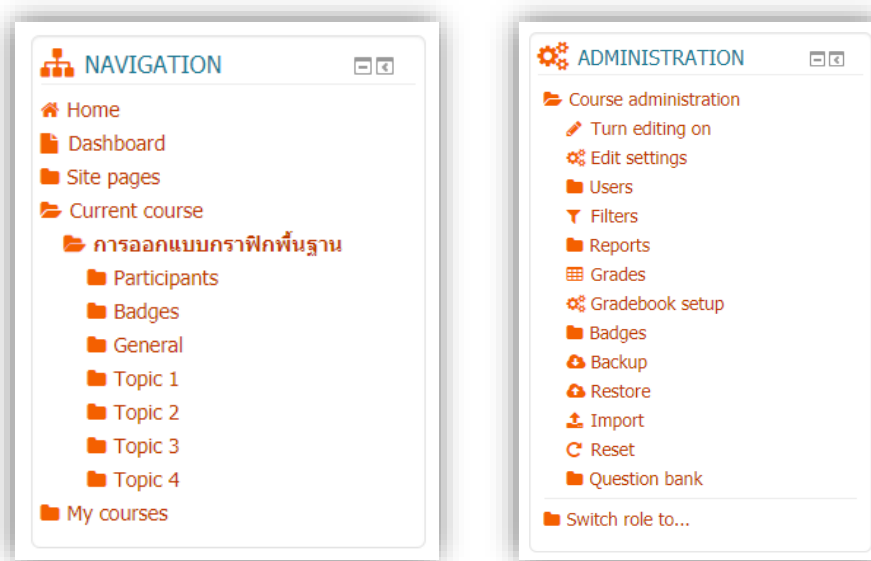 NAVIGATION
Home
Dashboard
Site pages
Current course
การออกแบบกราฟิกพื้นฐาน
Participants
Badges
General
Topic 1
Topic 2
Topic 3
Topic 4
My courses
ADMINISTRATION
Course administration
Turn editing on
Edit settings
Users
Filters
Reports
Grades
Gradebook setup
Badges
Backup
Restore
Import
Reset
Question bank
Switch role to...